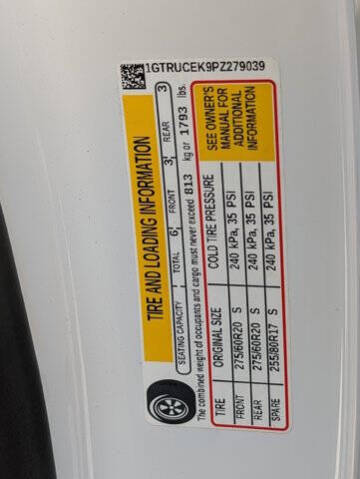 1GTRUCEK9PZ279039
TIRE AND LOADING INFORMATION
SEATING CAPACITY TOTAL 6 FRONT 3 REAR 3
The combined weight of occupants and cargo must never exceed 813 kg or 1793 lbs.
TIRE ORIGINAL SIZE COLD TIRE PRESSURE
FRONT 275/60R20 S 240 kPa, 35 PSI
REAR 275/60R20 S 240 kPa, 35 PSI
SPARE 255/80R17 S 240 kPa, 35 PSI
SEE OWNER'S
MANUAL FOR
ADDITIONAL
INFORMATION